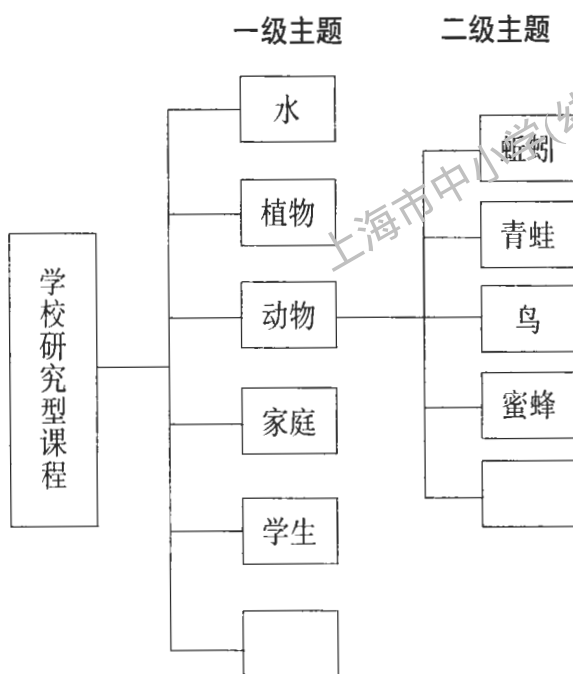 一级主题
二级主题
学校研究型课程
水
植物
动物
家庭
学生
蚯蚓
青蛙
鸟
蜜蜂
上海市中小学(幼